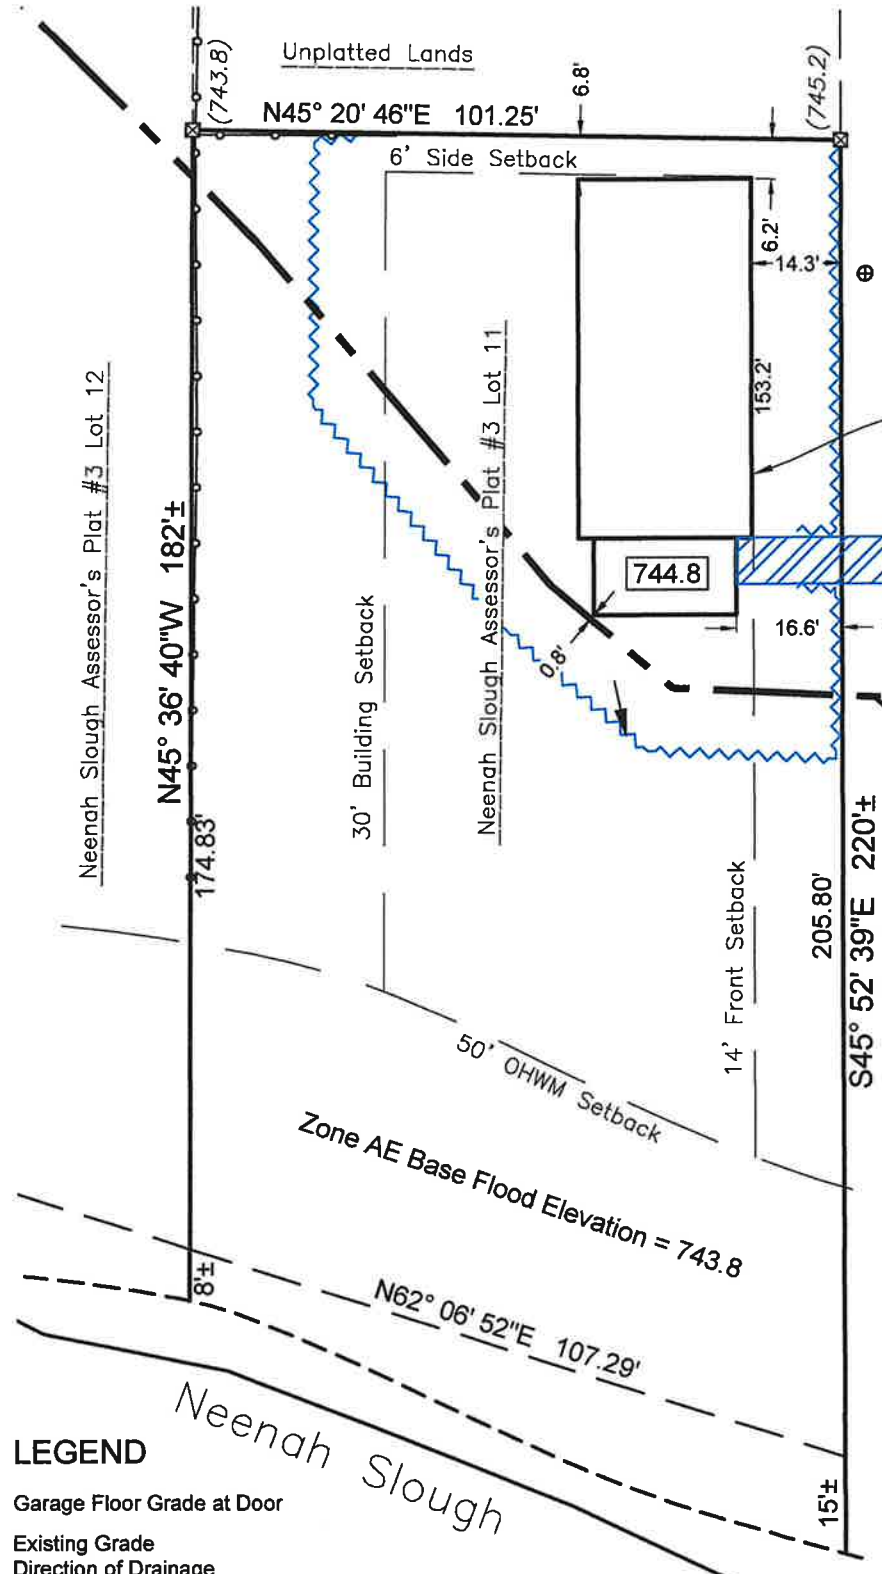 Unplatted Lands
(743.8)
(745.2)
N45° 20' 46"E 101.25'
6.8'
6' Side Setback
6.2'
14.3'
153.2'
Neenah Slough Assessor's Plat #3 Lot 12
N45° 36' 40"W 182'±
174.83'
30' Building Setback
Neenah Slough Assessor's Plat #3 Lot 11
744.8
0.8'
16.6'
14' Front Setback
205.80'
S45° 52' 39"E 220'±
50' OHWM Setback
Zone AE Base Flood Elevation = 743.8
8'±
N62° 06' 52"E 107.29'
15'±
Neenah Slough
LEGEND
Garage Floor Grade at Door
Existing Grade
Direction of Drainage